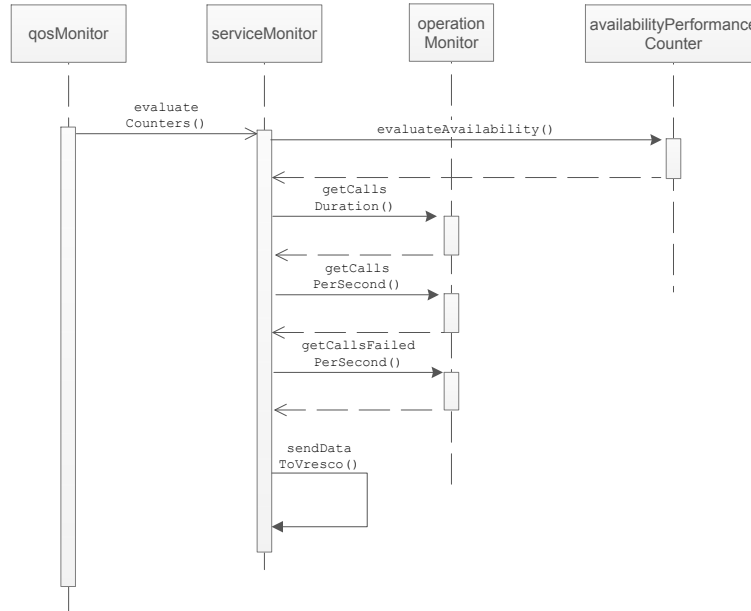 qosMonitor
serviceMonitor
operation
Monitor
availabilityPerformance
Counter
evaluate
Counters()
evaluateAvailability()
getCalls
Duration()
getCalls
PerSecond()
getCallsFailed
PerSecond()
sendData
ToVresco()